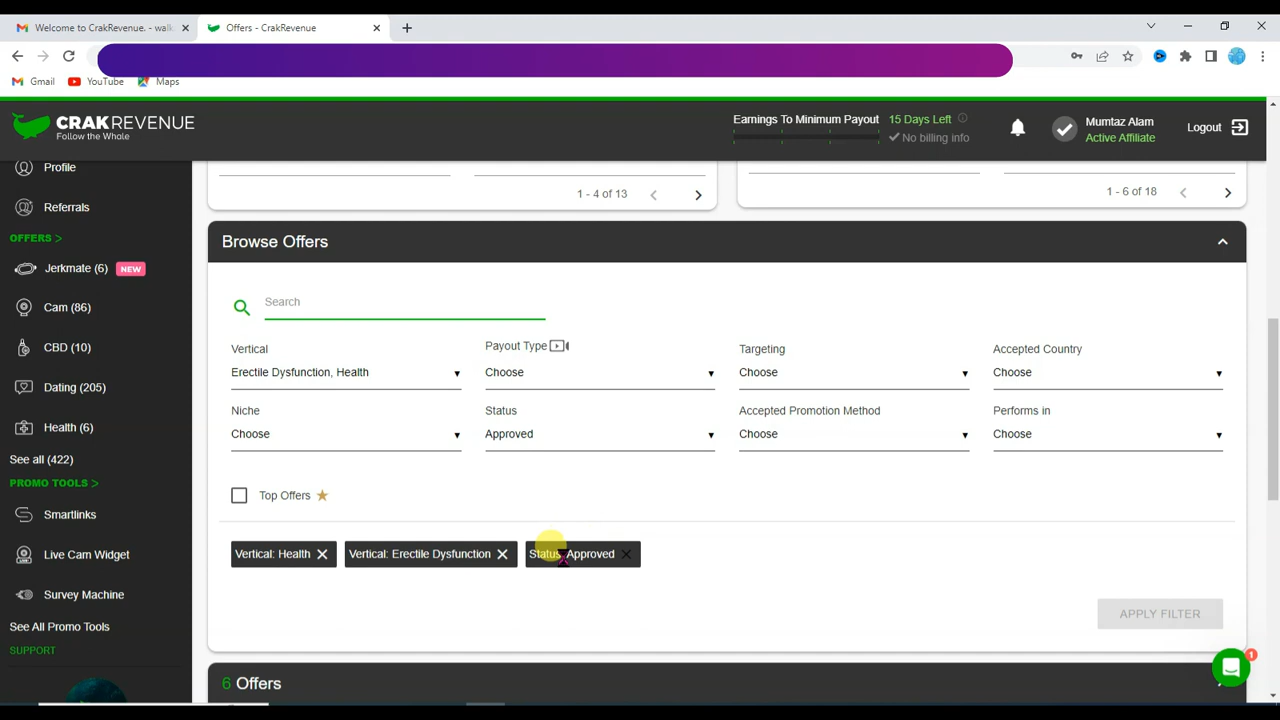 Welcome to CrakRevenue. - walk
Offers - CrakRevenue
Gmail
YouTube
Maps
CRAKREVENUE
Follow the Whale
Earnings To Minimum Payout
15 Days Left
No billing info
Mumtaz Alam
Active Affiliate
Logout
Profile
1 - 4 of 13
1 - 6 of 18
Referrals
OFFERS >
Browse Offers
Jerkmate (6) NEW
Search
Cam (86)
CBD (10)
Vertical
Payout Type
Targeting
Accepted Country
Erectile Dysfunction, Health
Choose
Choose
Choose
Dating (205)
Niche
Status
Accepted Promotion Method
Performs in
Health (6)
Choose
Approved
Choose
Choose
See all (422)
PROMO TOOLS >
Top Offers
Smartlinks
Live Cam Widget
Vertical: Health
Vertical: Erectile Dysfunction
Status: Approved
Survey Machine
APPLY FILTER
See All Promo Tools
SUPPORT
1
6 Offers